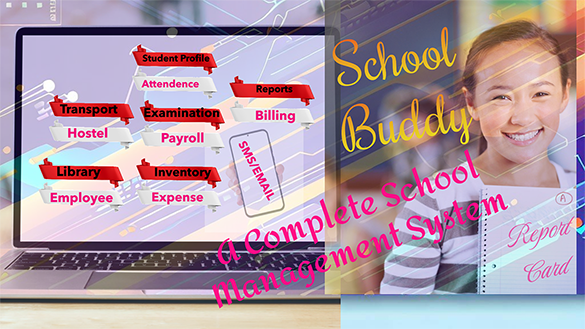 Student Profile
Attendence
Reports
Billing
Transport
Hostel
Examination
Payroll
Library
Employee
Inventory
Expense
SMS/EMAIL
School
Buddy
A Complete School
Management System
A
Report
Card